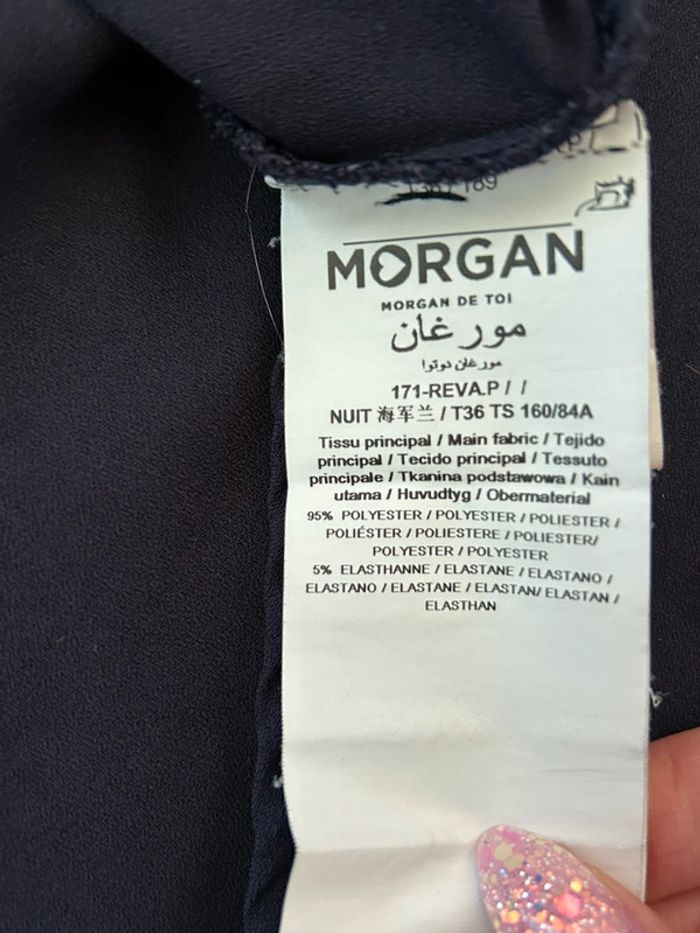 MORGAN
MORGAN DE TOI
مورغان
مورغان دوتوا
171-REVA.P / /
NUIT 海军兰 / T36 TS 160/84A
Tissu principal / Main fabric / Tejido
principal / Tecido principal / Tessuto
principale / Tkanina podstawowa / Kain
utama / Huvudtyg / Obermaterial
95% POLYESTER / POLYESTER / POLIESTER /
POLIÉSTER / POLIESTERE / POLIESTER/
POLYESTER / POLYESTER
5% ELASTHANNE / ELASTANE / ELASTANO /
ELASTANO / ELASTANE / ELASTAN/ ELASTAN /
ELASTHAN